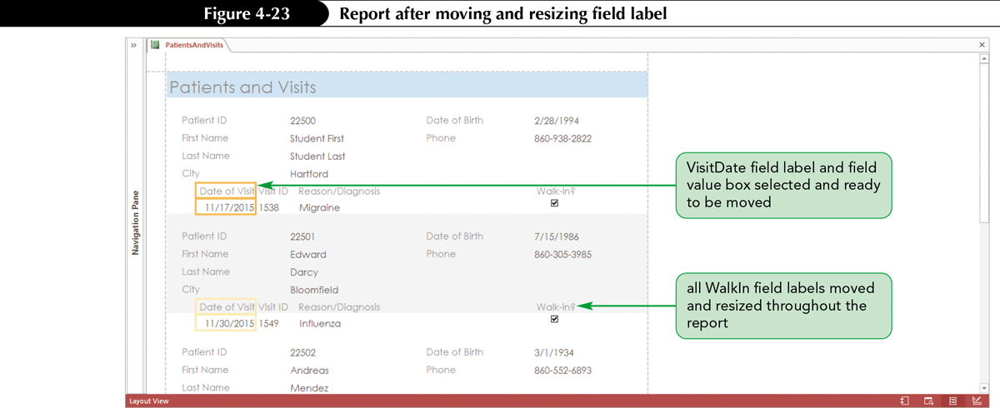 Figure 4-23 Report after moving and resizing field label
» PatientsAndVisits ×
Navigation Pane
Patients and Visits
Patient ID 22500 Date of Birth 2/28/1994
First Name Student First Phone 860-938-2822
Last Name Student Last
City Hartford
Date of Visit Visit ID Reason/Diagnosis Walk-in?
11/17/2015 1538 Migraine
VisitDate field label and field
value box selected and ready
to be moved
Patient ID 22501 Date of Birth 7/15/1986
First Name Edward Phone 860-305-3985
Last Name Darcy
City Bloomfield
Date of Visit Visit ID Reason/Diagnosis Walk-in?
11/30/2015 1549 Influenza
all WalkIn field labels moved
and resized throughout the
report
Patient ID 22502 Date of Birth 3/1/1934
First Name Andreas Phone 860-552-6893
Last Name Mendez
Layout View